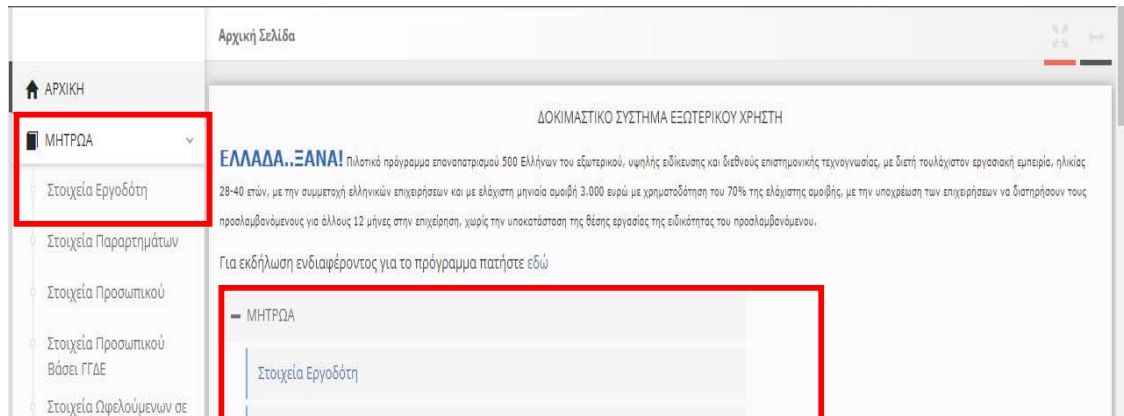 Αρχική Σελίδα
ΑΡΧΙΚΗ
ΜΗΤΡΩΑ
Στοιχεία Εργοδότη
Στοιχεία Παραρτημάτων
Στοιχεία Προσωπικού
Στοιχεία Προσωπικού
Βάσει ΓΓΔΕ
Στοιχεία Ωφελούμενων σε
ΔΟΚΙΜΑΣΤΙΚΟ ΣΥΣΤΗΜΑ ΕΞΩΤΕΡΙΚΟΥ ΧΡΗΣΤΗ
ΕΛΛΑΔΑ..ΞΑΝΑ! Πιλοτικό πρόγραμμα επαναπατρισμού 500 Ελλήνων του εξωτερικού, υψηλής ειδίκευσης και διεθνούς επιστημονικής τεχνογνωσίας, με διετή τουλάχιστον εργασιακή εμπειρία, ηλικίας
28-40 ετών, με την συμμετοχή ελληνικών επιχειρήσεων και με ελάχιστη μηνιαία αμοιβή 3.000 ευρώ με χρηματοδότηση του 70% της ελάχιστης αμοιβής, με την υποχρέωση των επιχειρήσεων να διατηρήσουν τους
προσλαμβανόμενους για άλλους 12 μήνες στην επιχείρηση, χωρίς την υποκατάσταση της θέσης εργασίας της ειδικότητας του προσλαμβανόμενου.
Για εκδήλωση ενδιαφέροντος για το πρόγραμμα πατήστε εδώ
ΜΗΤΡΩΑ
Στοιχεία Εργοδότη